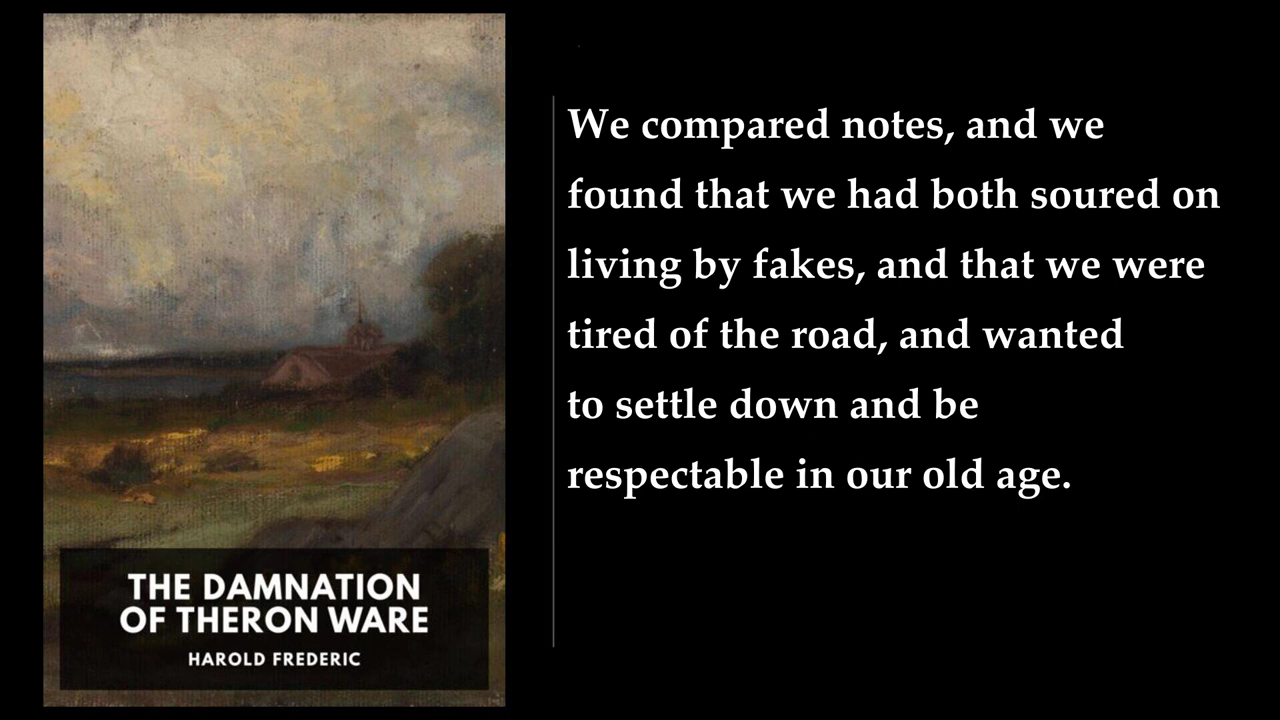 We compared notes, and we
found that we had both soured on
living by fakes, and that we were
tired of the road, and wanted
to settle down and be
respectable in our old age.
THE DAMNATION
OF THERON WARE
HAROLD FREDERIC